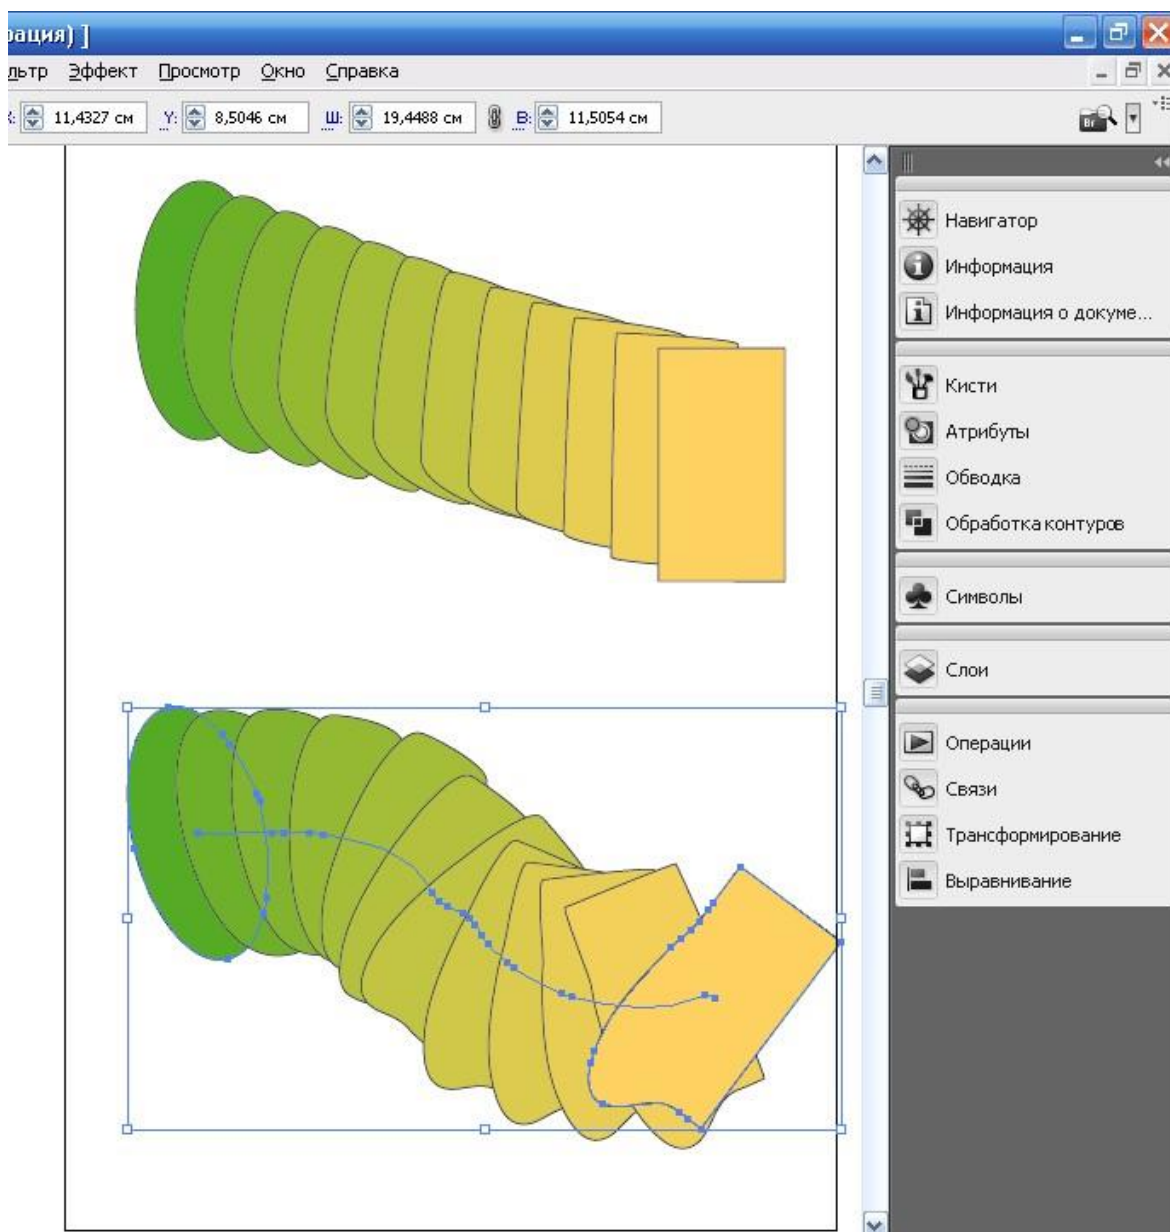 рация) ]
льтр Эффект Просмотр Окно Справка
X: 11,4327 см Y: 8,5046 см Ш: 19,4488 см В: 11,5054 см
Br
Навигатор
Информация
Информация о докуме...
Кисти
Атрибуты
Обводка
Обработка контуров
Символы
Слои
Операции
Связи
Трансформирование
Выравнивание